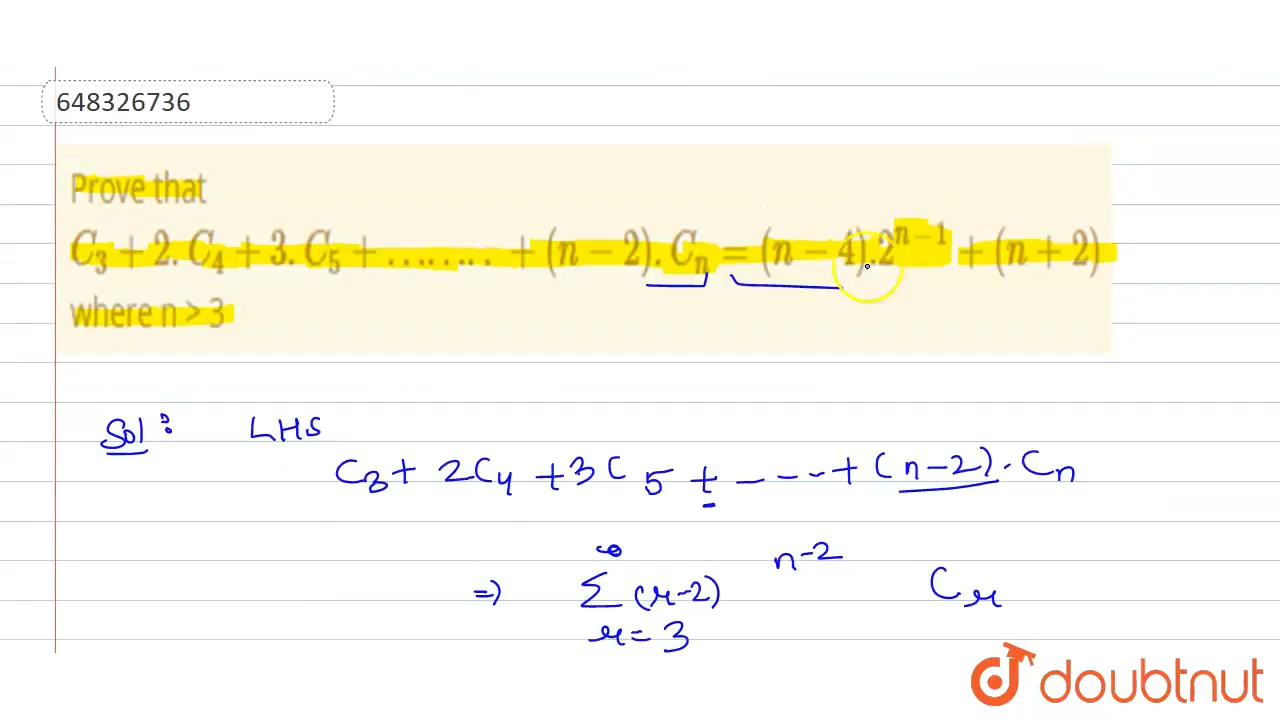 648326736
Prove that
C₃ + 2. C₄ + 3. C₅ + ........ + (n − 2). Cₙ = (n − 4).2ⁿ⁻¹ + (n + 2)
where n > 3
Sol: LHS
C₃ + 2C₄ + 3C₅ + - - - - + (n-2). Cₙ
∞ n-2
⇒ Σ (r-2) Cᵣ
r = 3
doubtnut